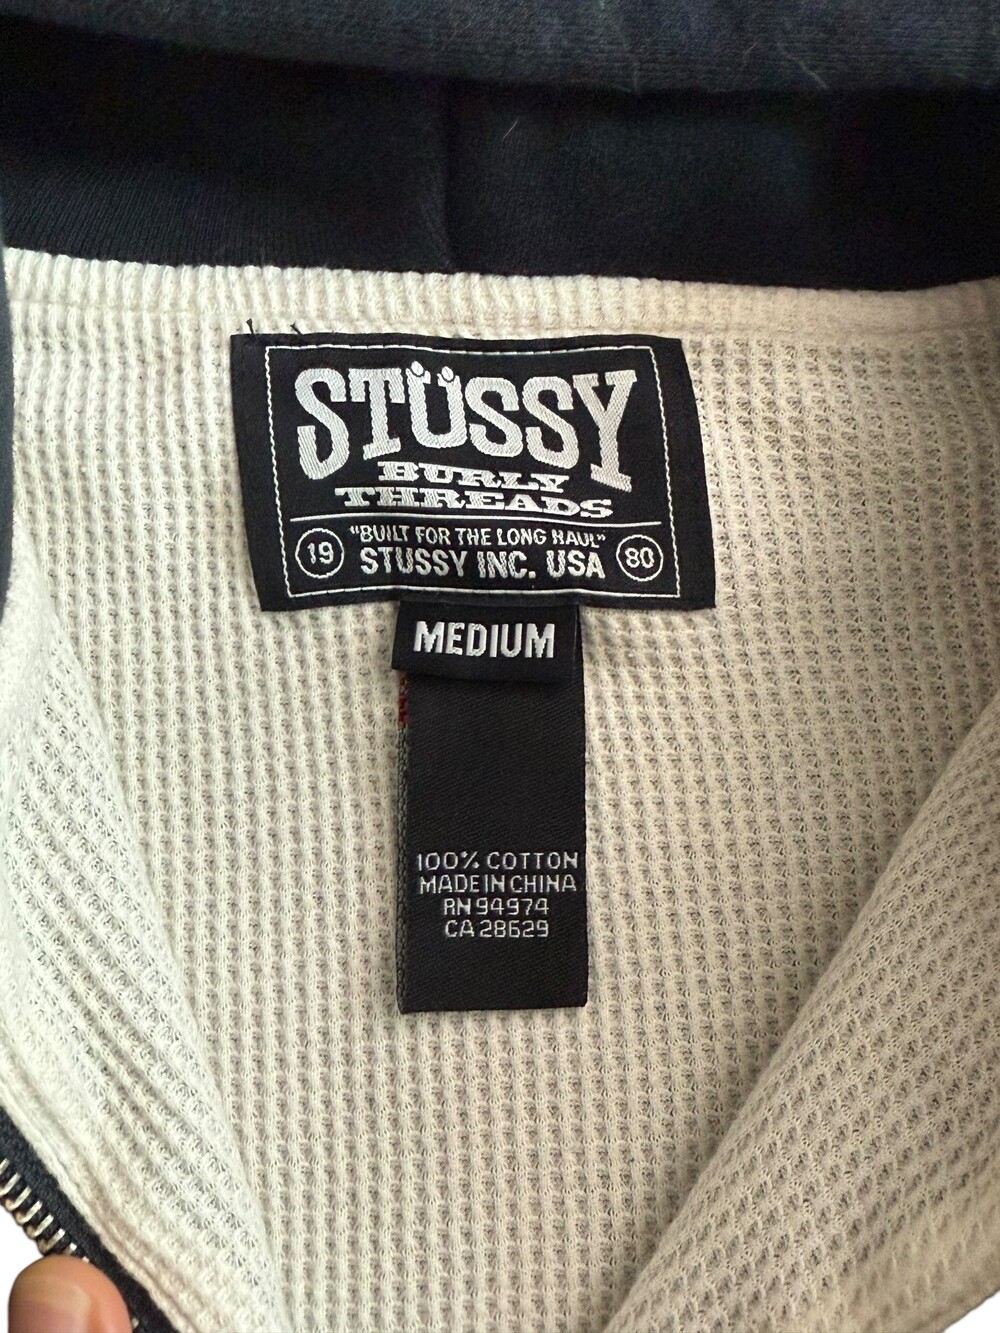 STÜSSY
BURLY
THREADS
19
"BUILT FOR THE LONG HAUL"
STUSSY INC. USA
80
MEDIUM
100% COTTON
MADE IN CHINA
RN 94974
CA 28629